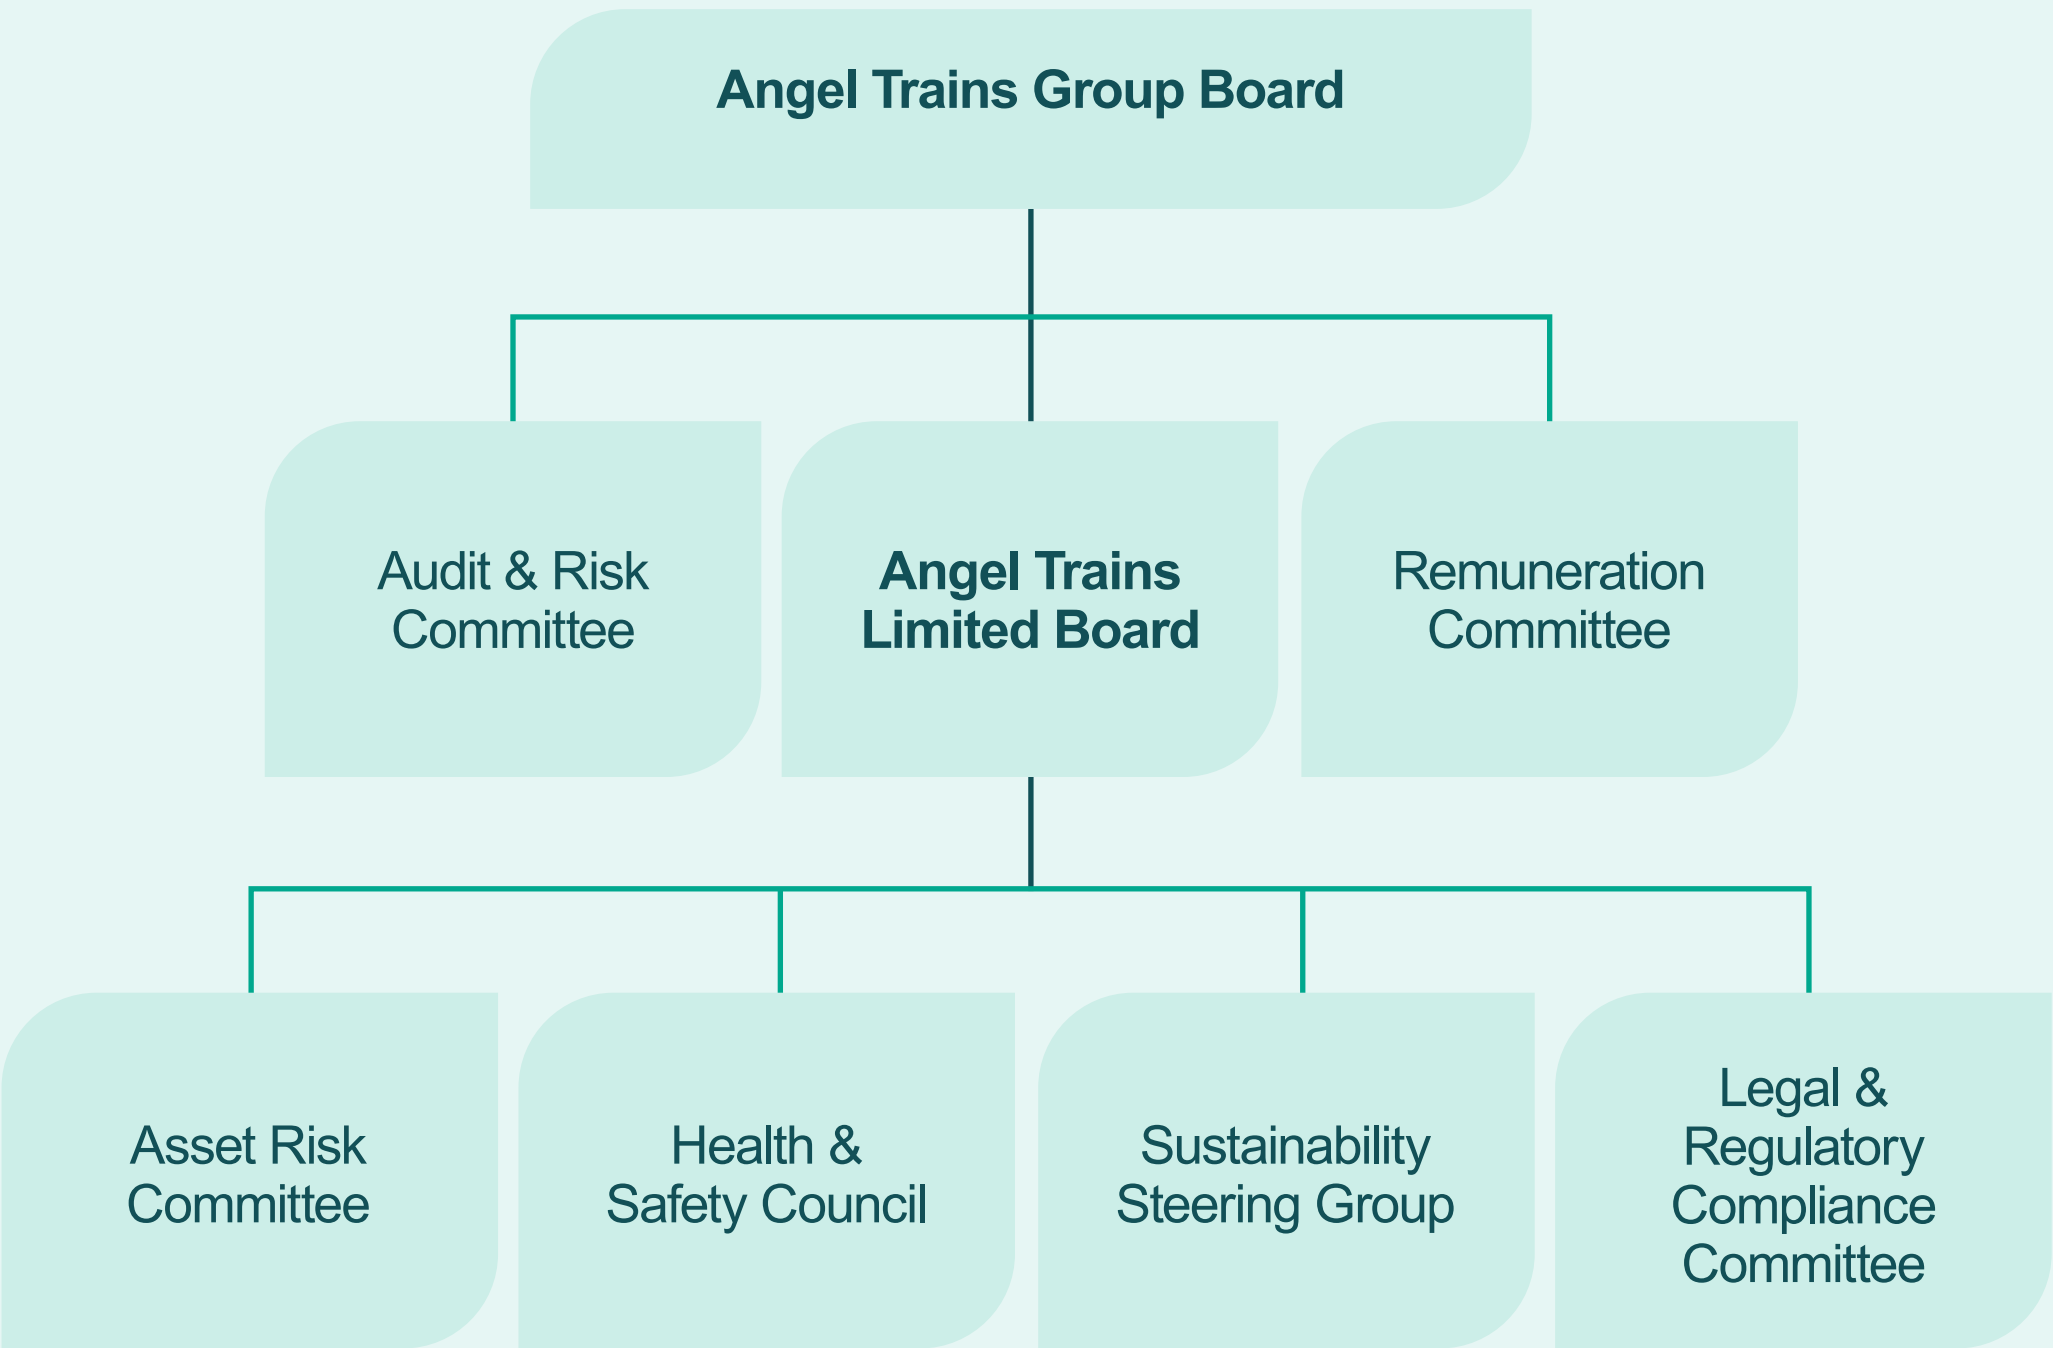 Angel Trains Group Board
Audit & Risk
Committee
Angel Trains
Limited Board
Remuneration
Committee
Asset Risk
Committee
Health &
Safety Council
Sustainability
Steering Group
Legal &
Regulatory
Compliance
Committee